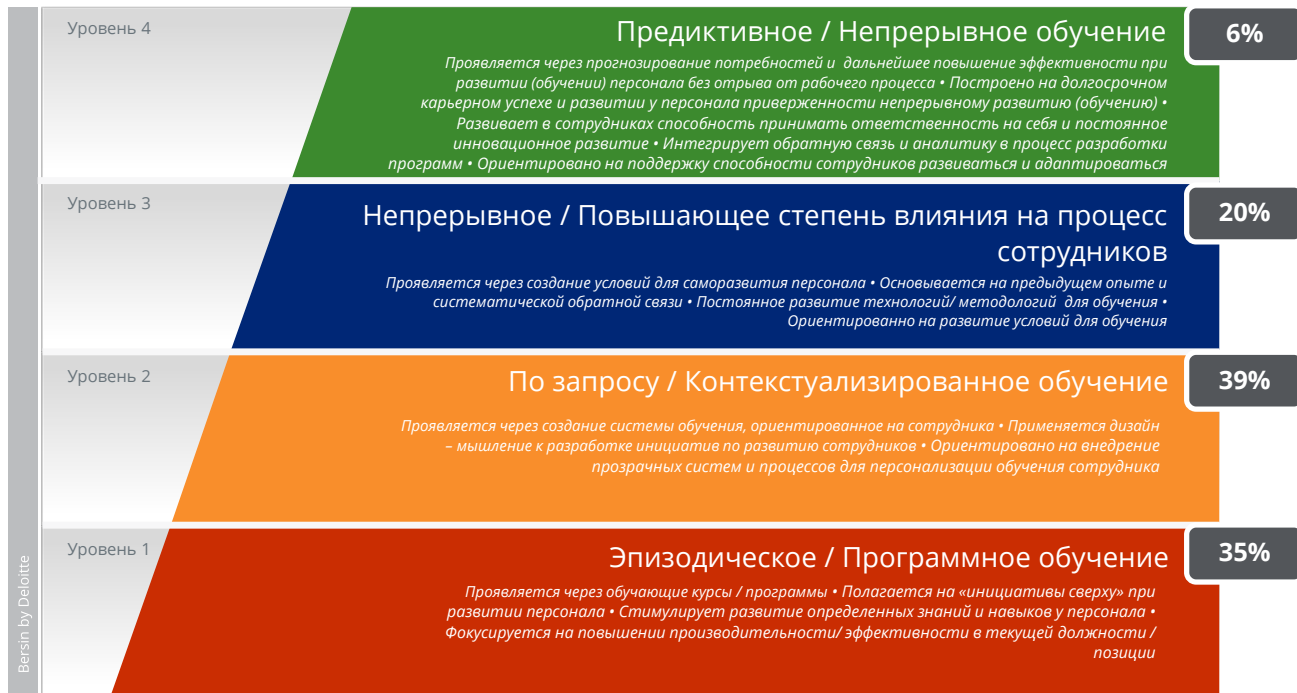 Уровень 4
Предиктивное / Непрерывное обучение
6%
Проявляется через прогнозирование потребностей и дальнейшее повышение эффективности при
развитии (обучении) персонала без отрыва от рабочего процесса • Построено на долгосрочном
карьерном успехе и развитии у персонала приверженности непрерывному развитию (обучению) •
Развивает в сотрудниках способность принимать ответственность на себя и постоянное
инновационное развитие • Интегрирует обратную связь и аналитику в процесс разработки
программ • Ориентировано на поддержку способности сотрудников развиваться и адаптироваться
Уровень 3
Непрерывное / Повышающее степень влияния на процесс
сотрудников
20%
Проявляется через создание условий для саморазвития персонала • Основывается на предыдущем опыте и
систематической обратной связи • Постоянное развитие технологий/ методологий для обучения •
Ориентированно на развитие условий для обучения
Уровень 2
По запросу / Контекстуализированное обучение
39%
Проявляется через создание системы обучения, ориентированное на сотрудника • Применяется дизайн
– мышление к разработке инициатив по развитию сотрудников • Ориентировано на внедрение
прозрачных систем и процессов для персонализации обучения сотрудника
Уровень 1
Эпизодическое / Программное обучение
35%
Проявляется через обучающие курсы / программы • Полагается на «инициативы сверху» при
развитии персонала • Стимулирует развитие определенных знаний и навыков у персонала •
Фокусируется на повышении производительности/ эффективности в текущей должности /
позиции
Bersin by Deloitte